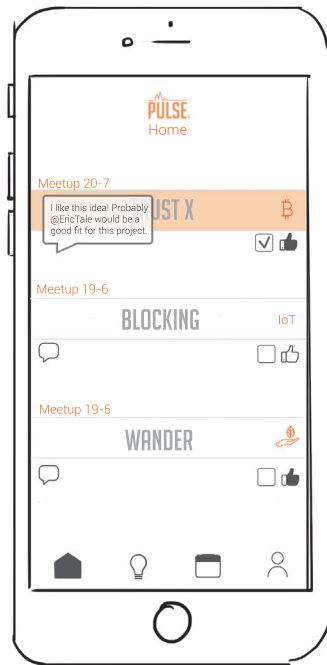 PULSE
Home
Meetup 20-7
I like this idea! Probably
@EricTale would be a
good fit for this project.
UST X
Meetup 19-6
BLOCKING
IoT
Meetup 19-5
WANDER